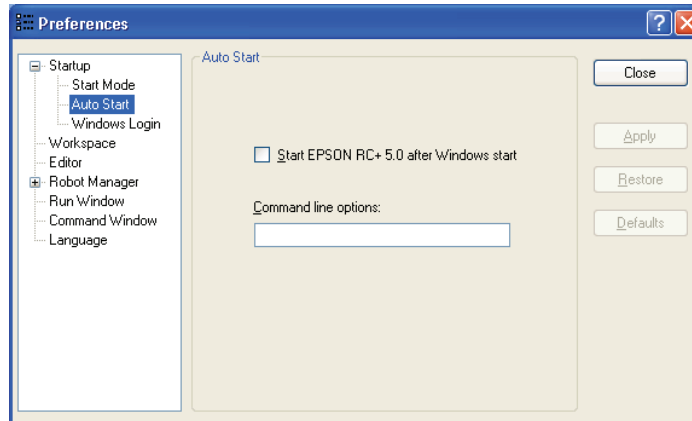 Preferences
Startup
Start Mode
Auto Start
Windows Login
Workspace
Editor
Robot Manager
Run Window
Command Window
Language
Auto Start
Start EPSON RC+ 5.0 after Windows start
Command line options:
Close
Apply
Restore
Defaults